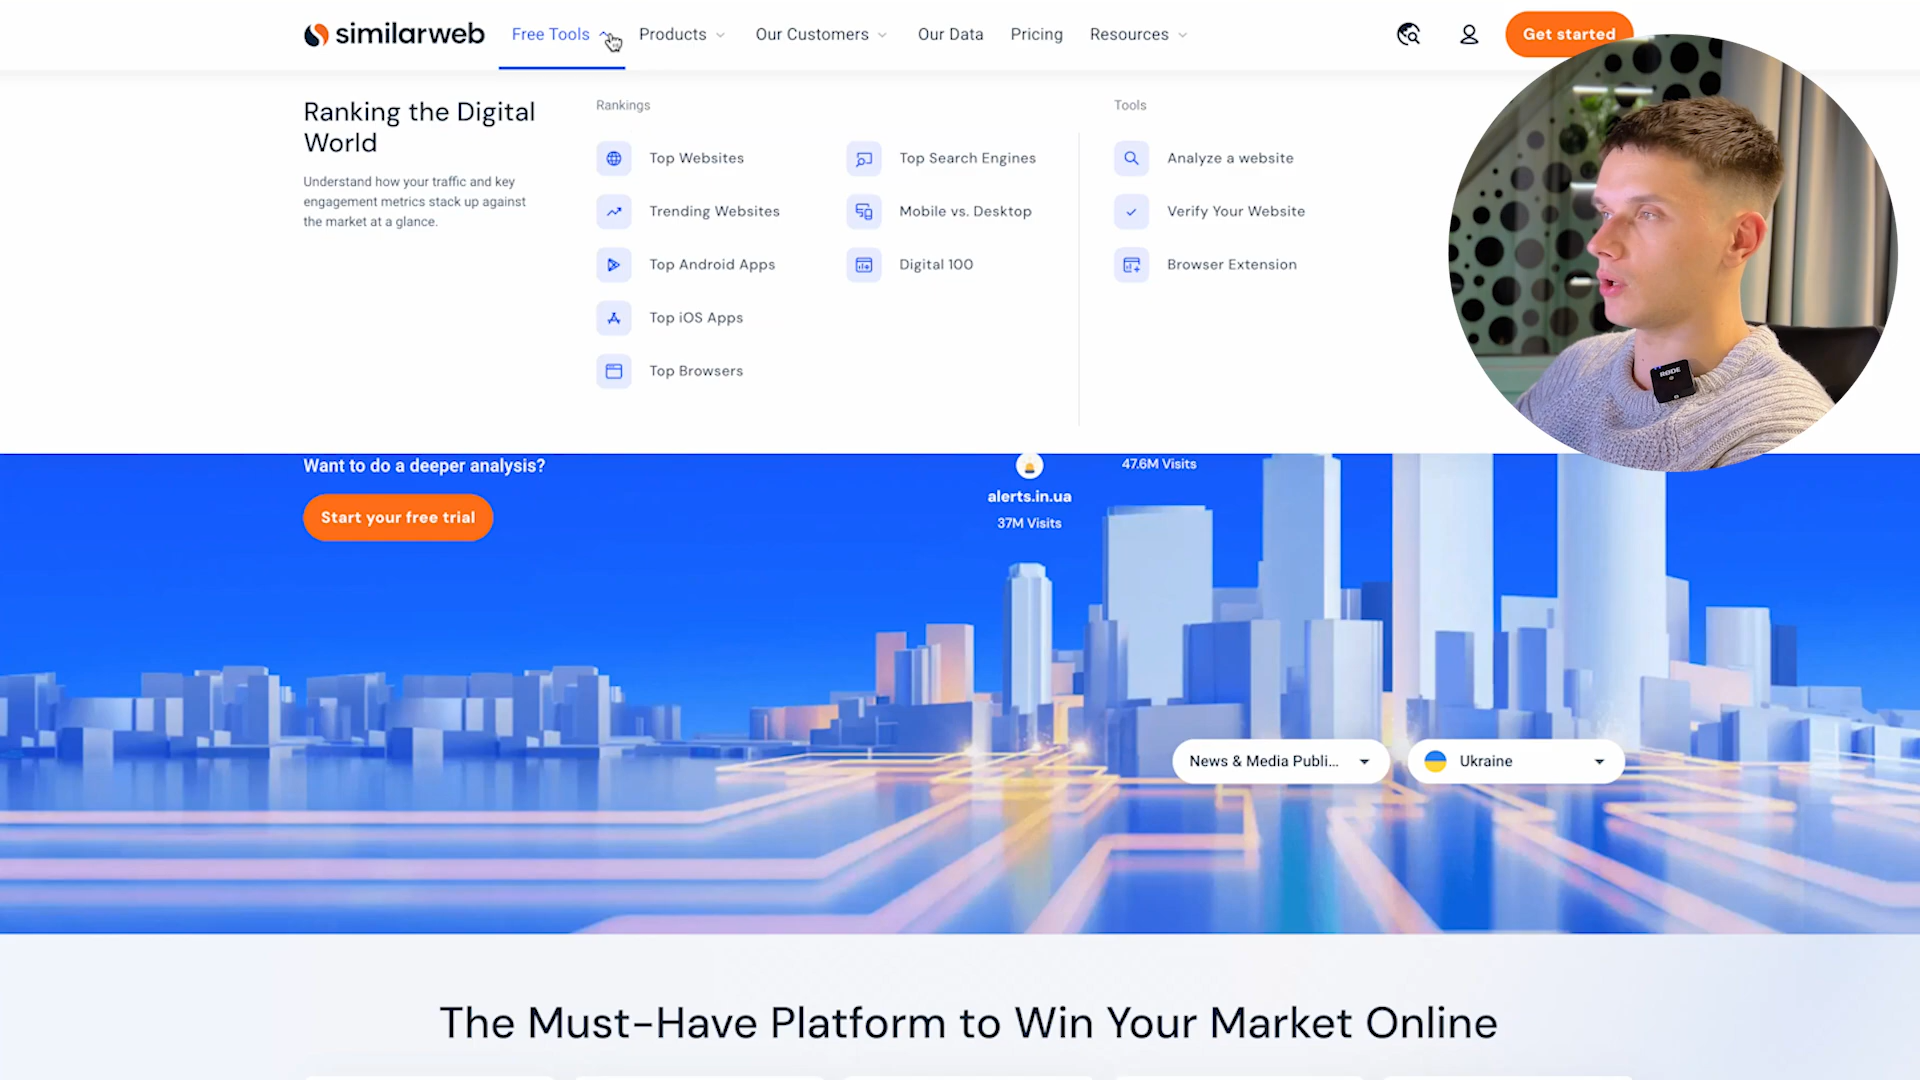 similarweb
Free Tools
Products
Our Customers
Our Data
Pricing
Resources
Get started
Ranking the Digital
World
Understand how your traffic and key
engagement metrics stack up against
the market at a glance.
Rankings
Top Websites
Trending Websites
Top Android Apps
Top iOS Apps
Top Browsers
Top Search Engines
Mobile vs. Desktop
Digital 100
Tools
Analyze a website
Verify Your Website
Browser Extension
RØDE
Want to do a deeper analysis?
Start your free trial
47.6M Visits
alerts.in.ua
37M Visits
News & Media Publi...
Ukraine
The Must-Have Platform to Win Your Market Online